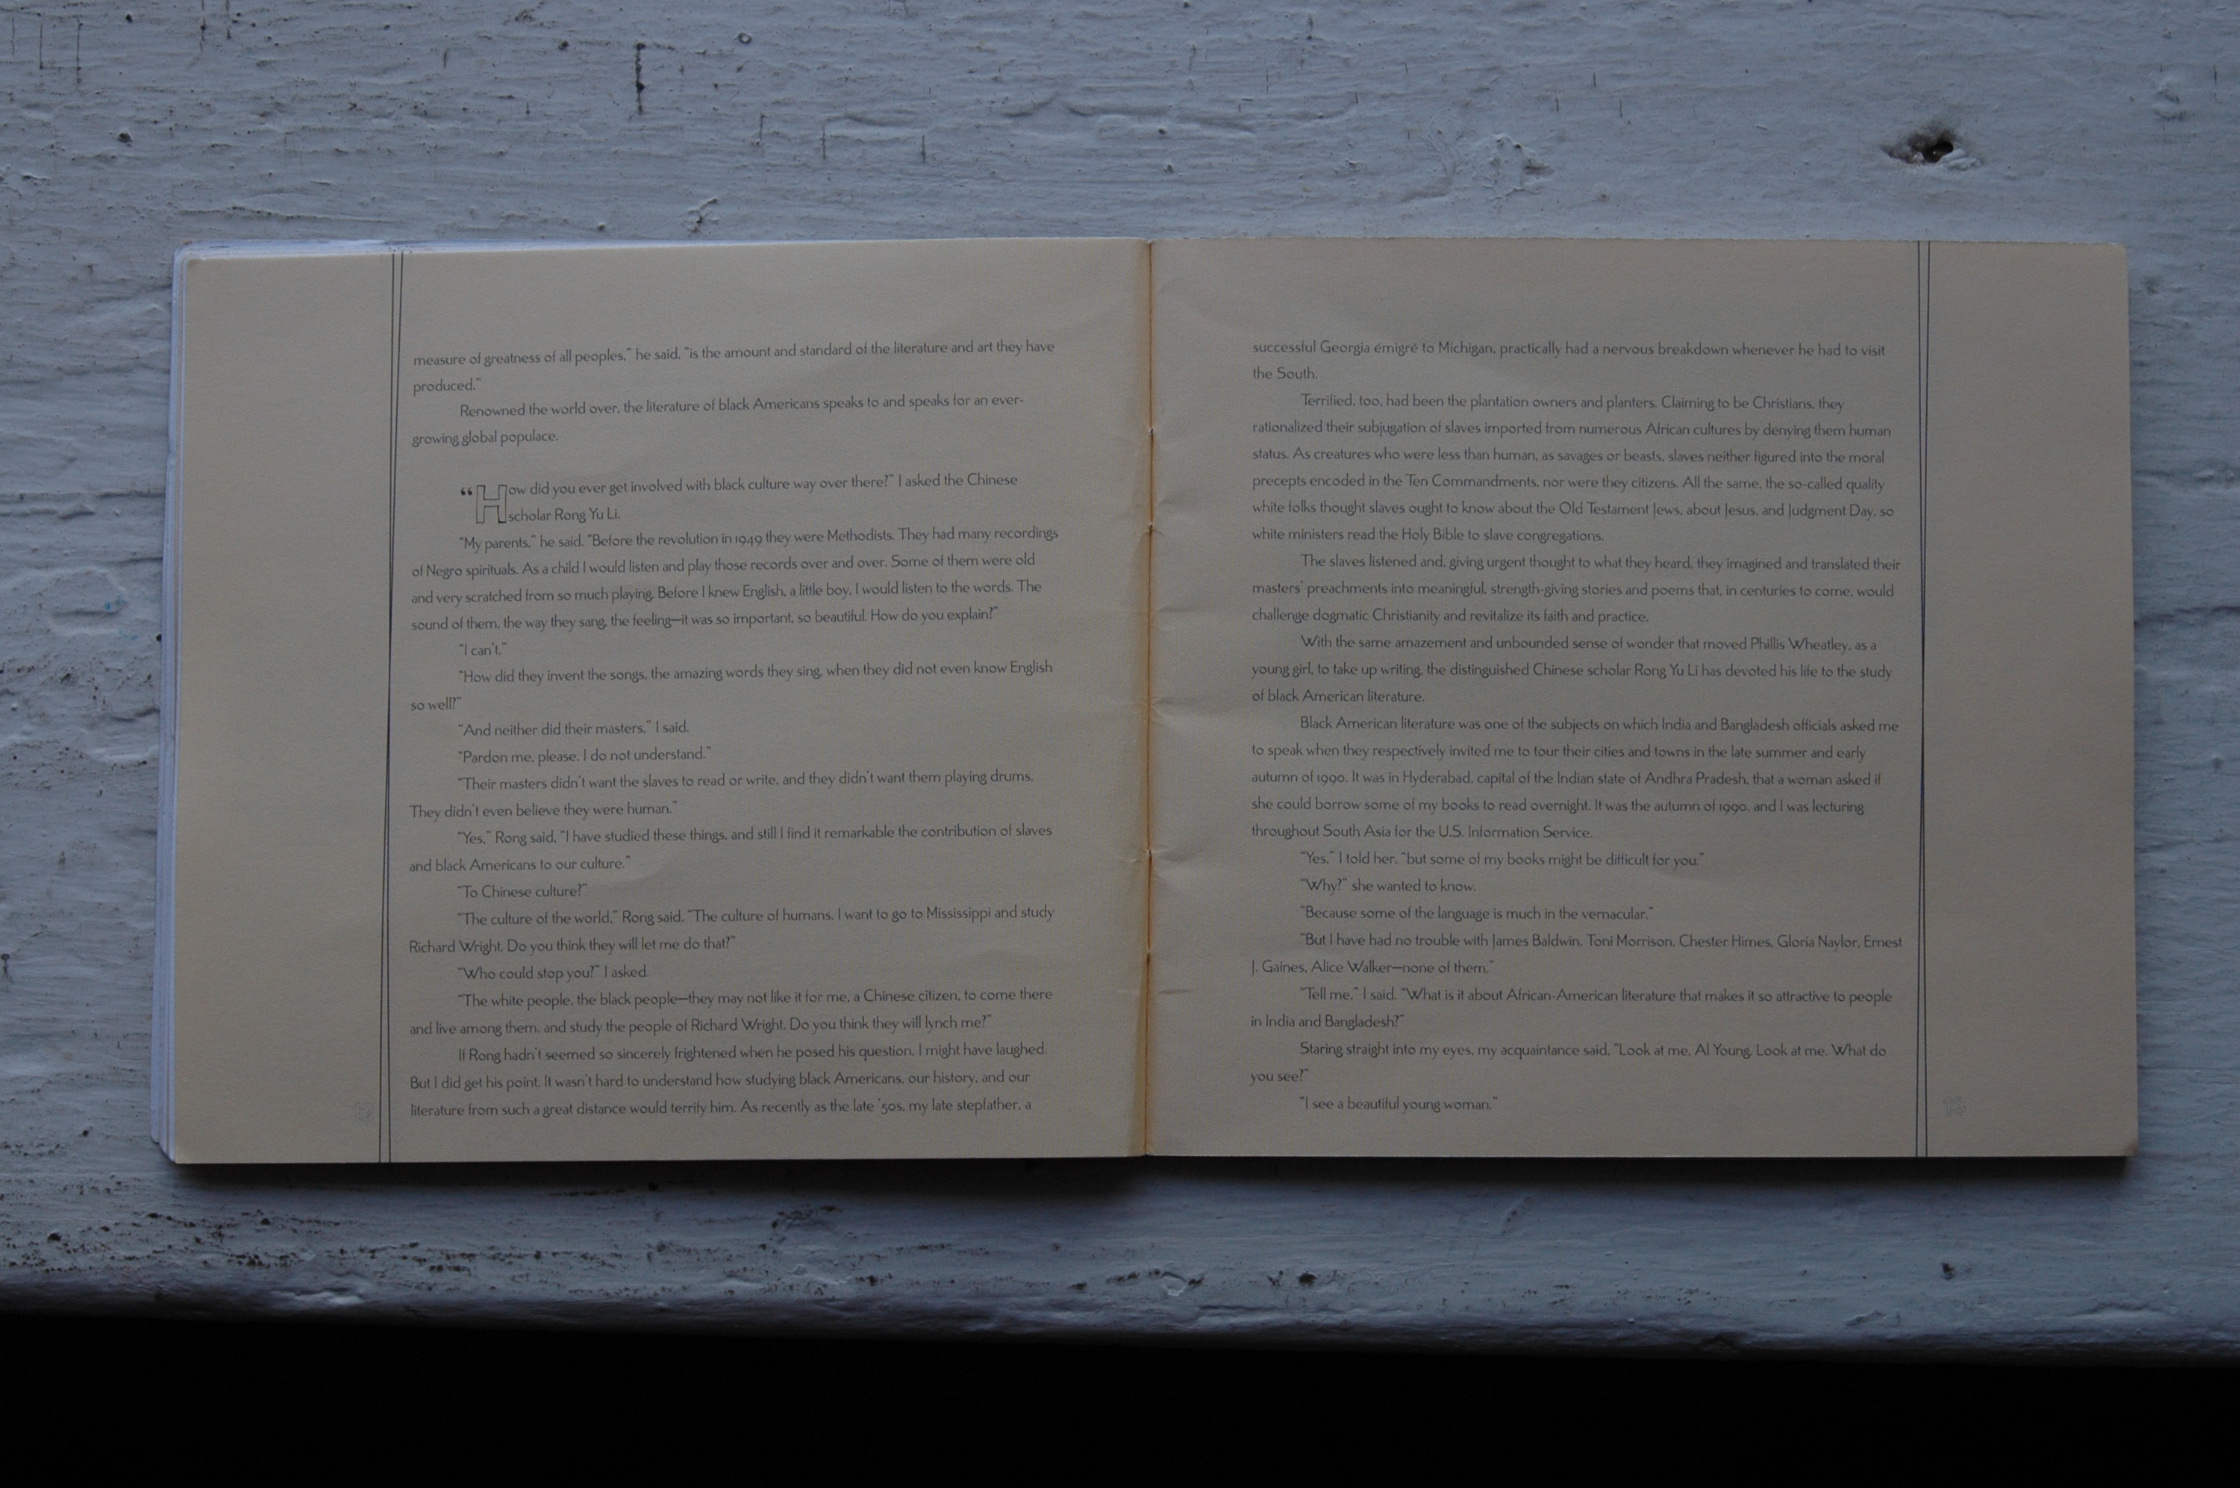 measure of greatness of all peoples," he said, "is the amount and standard of the literature and art they have
produced."
Renowned the world over, the literature of black Americans speaks to and speaks for an ever-
growing global populace.
"How did you ever get involved with black culture way over there?" I asked the Chinese
scholar Rong Yu Li.
"My parents," he said. "Before the revolution in 1949 they were Methodists. They had many recordings
of Negro spirituals. As a child I would listen and play those records over and over. Some of them were old
and very scratched from so much playing. Before I knew English, a little boy, I would listen to the words. The
sound of them, the way they sang, the feeling—it was so important, so beautiful. How do you explain?"
"I can't."
"How did they invent the songs, the amazing words they sing, when they did not even know English
so well?"
"And neither did their masters," I said.
"Pardon me, please. I do not understand."
"Their masters didn't want the slaves to read or write, and they didn't want them playing drums.
They didn't even believe they were human."
"Yes," Rong said, "I have studied these things, and still I find it remarkable the contribution of slaves
and black Americans to our culture."
"To Chinese culture?"
"The culture of the world," Rong said. "The culture of humans. I want to go to Mississippi and study
Richard Wright. Do you think they will let me do that?"
"Who could stop you?" I asked.
"The white people, the black people—they may not like it for me, a Chinese citizen, to come there
and live among them, and study the people of Richard Wright. Do you think they will lynch me?"
If Rong hadn't seemed so sincerely frightened when he posed his question, I might have laughed.
But I did get his point. It wasn't hard to understand how studying black Americans, our history, and our
literature from such a great distance would terrify him. As recently as the late '50s, my late stepfather, a
12
successful Georgia émigré to Michigan, practically had a nervous breakdown whenever he had to visit
the South.
Terrified, too, had been the plantation owners and planters. Claiming to be Christians, they
rationalized their subjugation of slaves imported from numerous African cultures by denying them human
status. As creatures who were less than human, as savages or beasts, slaves neither figured into the moral
precepts encoded in the Ten Commandments, nor were they citizens. All the same, the so-called quality
white folks thought slaves ought to know about the Old Testament Jews, about Jesus, and Judgment Day, so
white ministers read the Holy Bible to slave congregations.
The slaves listened and, giving urgent thought to what they heard, they imagined and translated their
masters' preachments into meaningful, strength-giving stories and poems that, in centuries to come, would
challenge dogmatic Christianity and revitalize its faith and practice.
With the same amazement and unbounded sense of wonder that moved Phillis Wheatley, as a
young girl, to take up writing, the distinguished Chinese scholar Rong Yu Li has devoted his life to the study
of black American literature.
Black American literature was one of the subjects on which India and Bangladesh officials asked me
to speak when they respectively invited me to tour their cities and towns in the late summer and early
autumn of 1990. It was in Hyderabad, capital of the Indian state of Andhra Pradesh, that a woman asked if
she could borrow some of my books to read overnight. It was the autumn of 1990, and I was lecturing
throughout South Asia for the U.S. Information Service.
"Yes," I told her, "but some of my books might be difficult for you."
"Why?" she wanted to know.
"Because some of the language is much in the vernacular."
"But I have had no trouble with James Baldwin, Toni Morrison, Chester Himes, Gloria Naylor, Ernest
J. Gaines, Alice Walker—none of them."
"Tell me," I said. "What is it about African-American literature that makes it so attractive to people
in India and Bangladesh?"
Staring straight into my eyes, my acquaintance said, "Look at me, Al Young. Look at me. What do
you see?"
"I see a beautiful young woman."
13